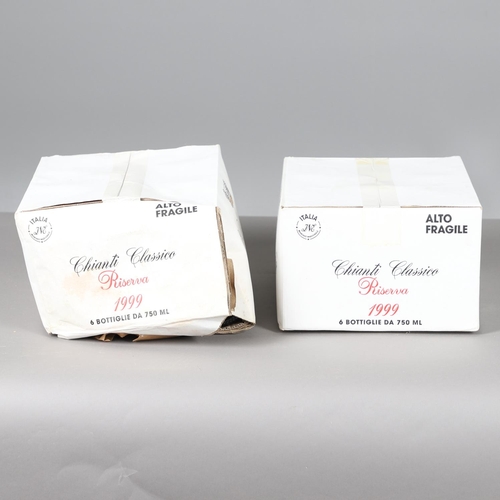 ITALIA
ALTO
FRAGILE
Chianti Classico
Riserva
1999
6 BOTTIGLIE DA 750 ML
ITALIA
ALTO
FRAGILE
Chianti Classico
Riserva
1999
6 BOTTIGLIE DA 750 ML